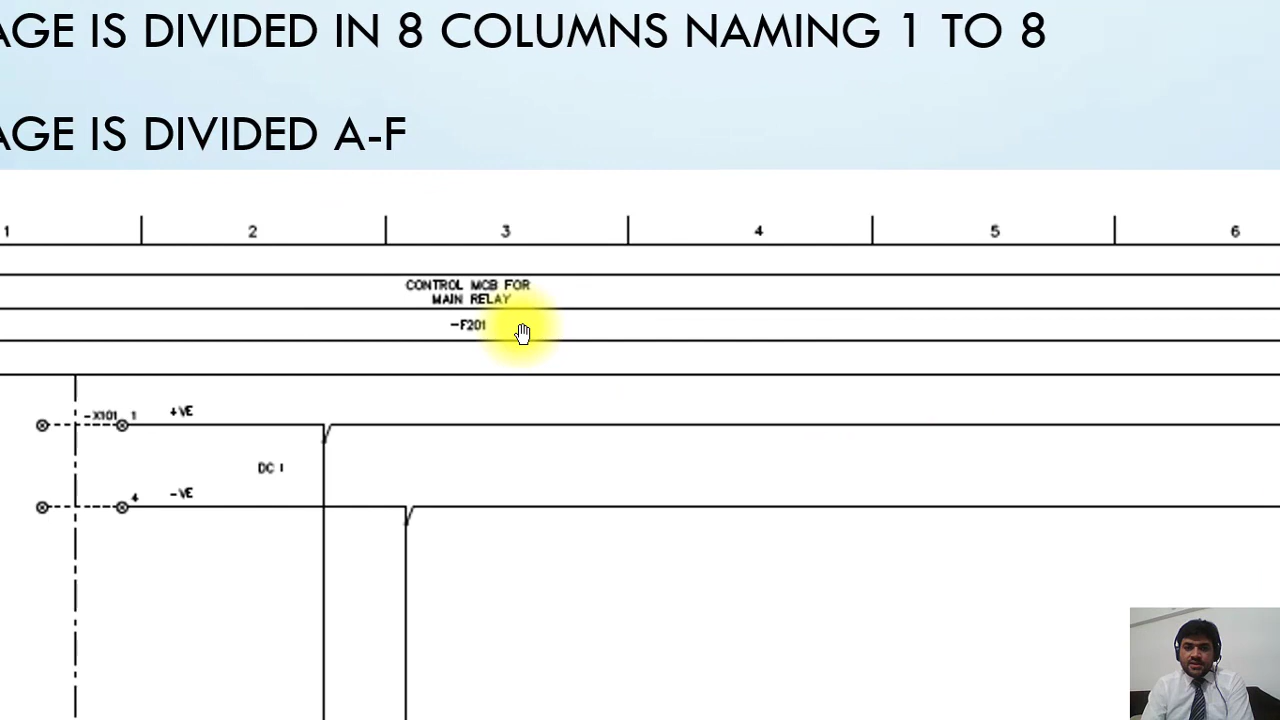 AGE IS DIVIDED IN 8 COLUMNS NAMING 1 TO 8
AGE IS DIVIDED A-F
1 2 3 4 5 6
CONTROL MCB FOR
MAIN RELAY
-F201
-X101 1 +VE
DC 1
4 -VE